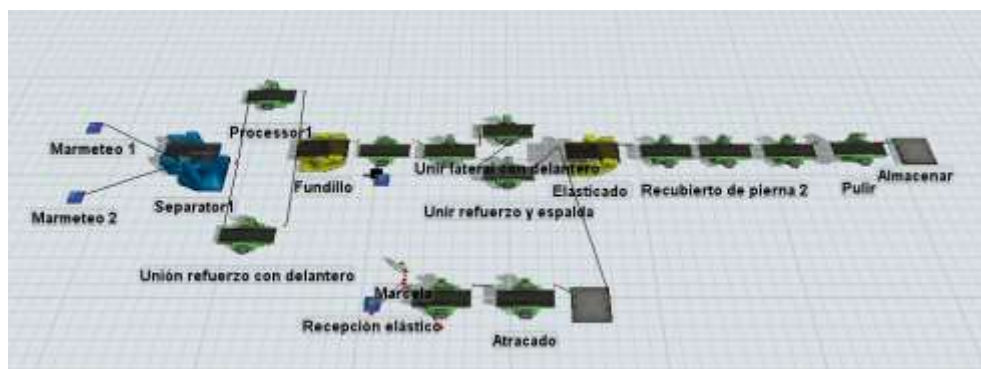 Marmeteo 1
Processor1
Marmeteo 2
Separator1
Fundillo
Unir lateral con delantero
Unir refuerzo y espalda
Elasticado
Recubierto de pierna 2
Pulir
Almacenar
Unión refuerzo con delantero
Marcela
Recepción elástico
Atracado